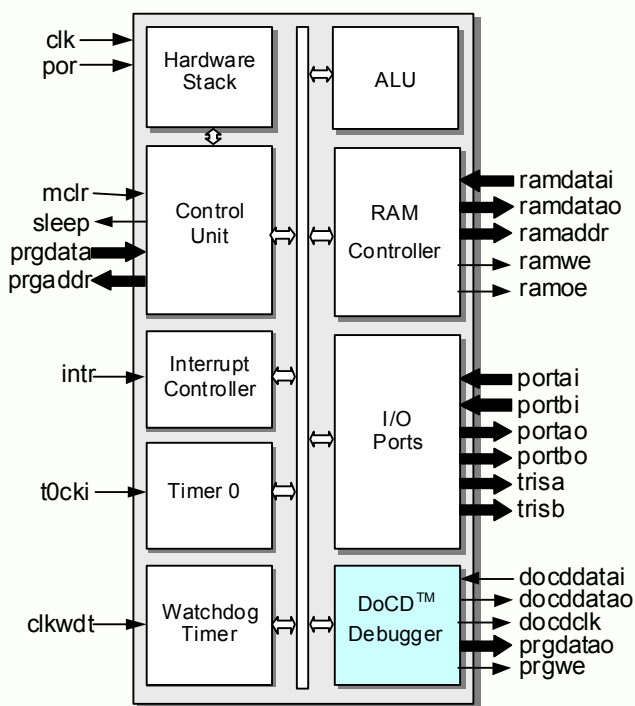 clk
por
Hardware
Stack
ALU
mclr
sleep
prgdata
prgaddr
Control
Unit
RAM
Controller
ramdatai
ramdatao
ramaddr
ramwe
ramoe
intr
Interrupt
Controller
I/O
Ports
portai
portbi
portao
portbo
trisa
trisb
t0cki
Timer 0
clkwdt
Watchdog
Timer
DoCD™
Debugger
docddatai
docddatao
docdclk
prgdatao
prgwe